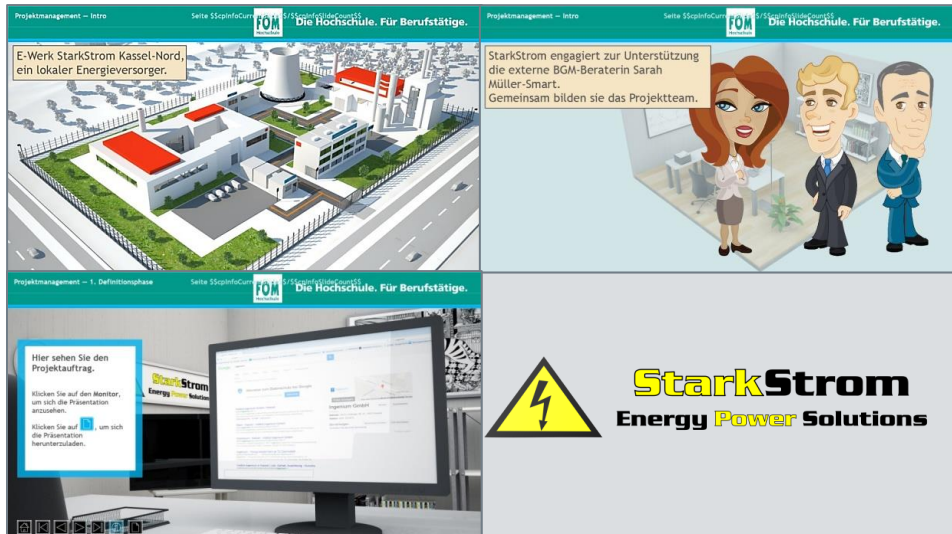 Projektmanagement — Intro
Seite $$cpInfoCurr
$/$$cpInfoSlideCount$$
FOM
Hochschule
Die Hochschule. Für Berufstätige.
E-Werk StarkStrom Kassel-Nord,
ein lokaler Energieversorger.
Projektmanagement — Intro
Seite $$cpInfoCurr
$/$$cpInfoSlideCount$$
FOM
Hochschule
Die Hochschule. Für Berufstätige.
StarkStrom engagiert zur Unterstützung
die externe BGM-Beraterin Sarah
Müller-Smart.
Gemeinsam bilden sie das Projektteam.
Projektmanagement — 1. Definitionsphase
Seite $$cpInfoCurr
$/$$cpInfoSlideCount$$
FOM
Hochschule
Die Hochschule. Für Berufstätige.
Hier sehen Sie den
Projektauftrag.
Klicken Sie auf den Monitor,
um sich die Präsentation
anzusehen.
Klicken Sie auf , um sich
die Präsentation
herunterzuladen.
StarkStrom
Energy Power Solutions
Ingenium GmbH
StarkStrom
Energy Power Solutions